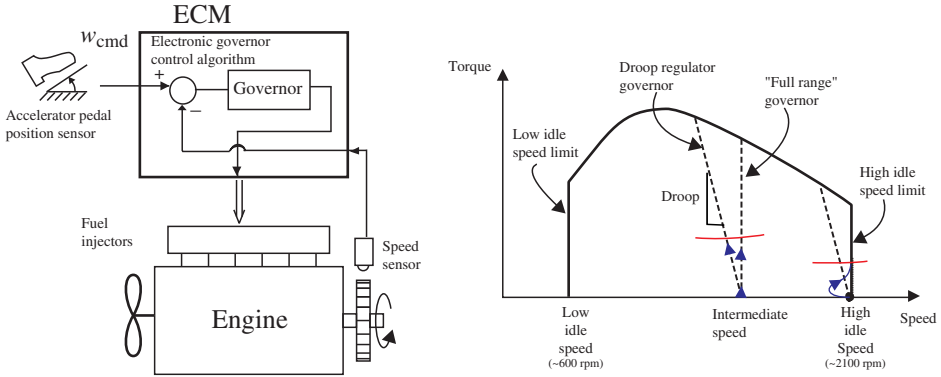 ECM
w cmd
Electronic governor
control algorithm
+
−
Governor
Accelerator pedal
position sensor
Fuel
injectors
Speed
sensor
Engine
Torque
Droop regulator
governor
"Full range"
governor
Low idle
speed limit
High idle
speed limit
Droop
Low
idle
speed
(~600 rpm)
Intermediate
speed
High
idle
Speed
(~2100 rpm)
Speed